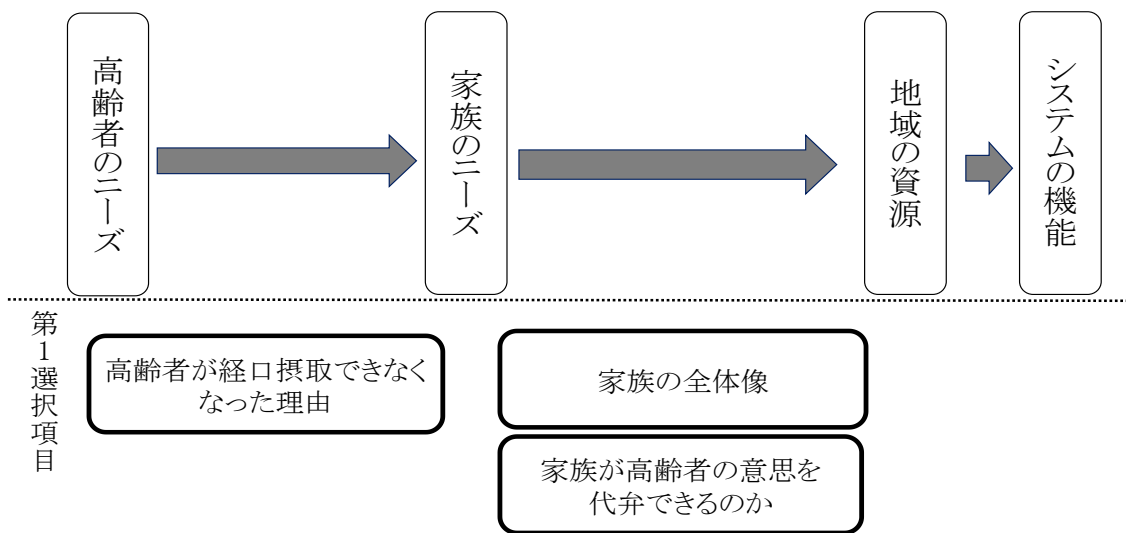 高齢者のニーズ
家族のニーズ
地域の資源
システムの機能
第1選択項目
高齢者が経口摂取できなく
なった理由
家族の全体像
家族が高齢者の意思を
代弁できるのか